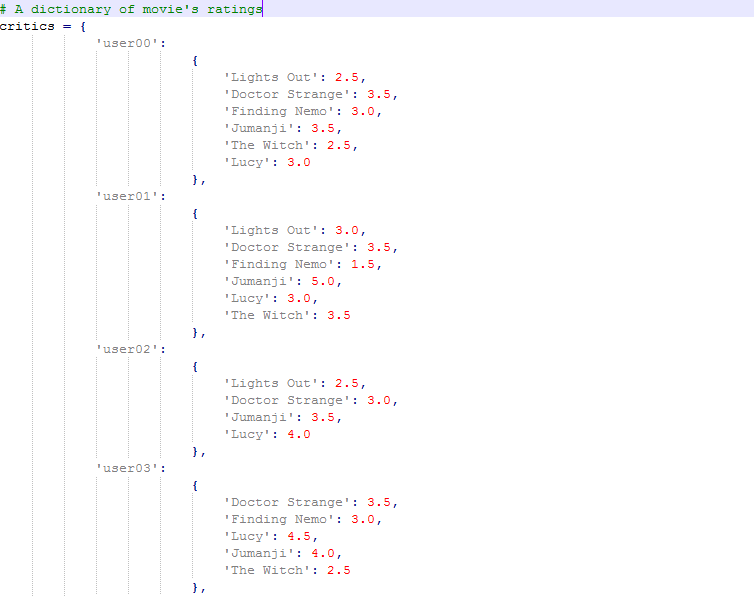 # A dictionary of movie's ratings
critics = {
'user00':
{
'Lights Out': 2.5,
'Doctor Strange': 3.5,
'Finding Nemo': 3.0,
'Jumanji': 3.5,
'The Witch': 2.5,
'Lucy': 3.0
},
'user01':
{
'Lights Out': 3.0,
'Doctor Strange': 3.5,
'Finding Nemo': 1.5,
'Jumanji': 5.0,
'Lucy': 3.0,
'The Witch': 3.5
},
'user02':
{
'Lights Out': 2.5,
'Doctor Strange': 3.0,
'Jumanji': 3.5,
'Lucy': 4.0
},
'user03':
{
'Doctor Strange': 3.5,
'Finding Nemo': 3.0,
'Lucy': 4.5,
'Jumanji': 4.0,
'The Witch': 2.5
},